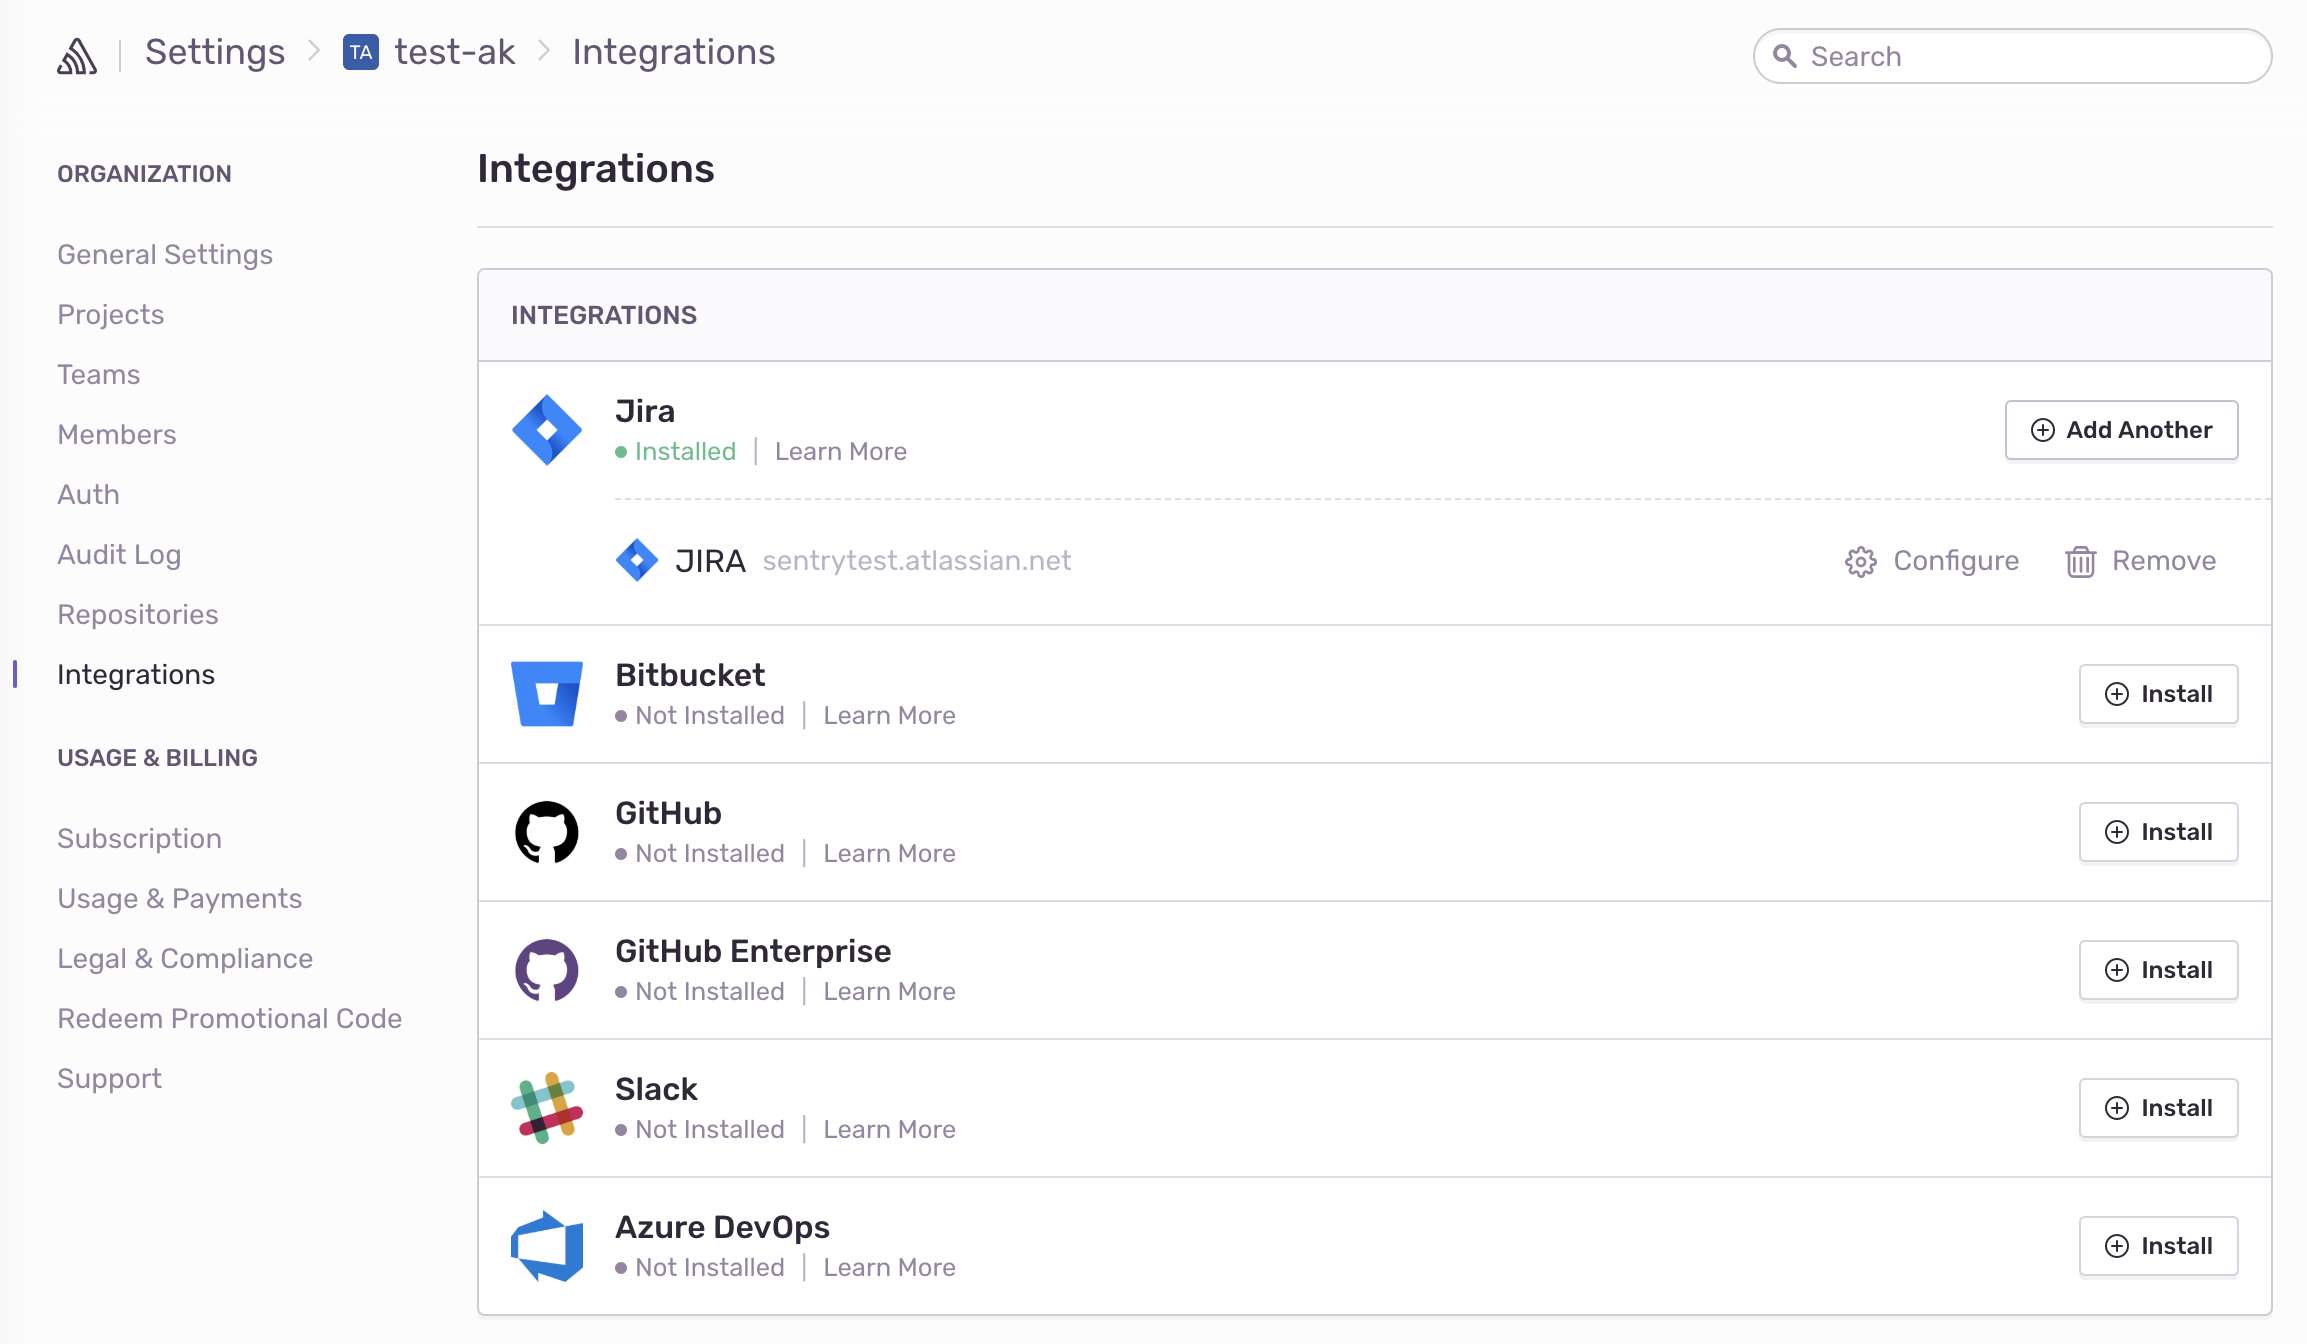 Settings > TA test-ak > Integrations
Search
ORGANIZATION
General Settings
Projects
Teams
Members
Auth
Audit Log
Repositories
Integrations
USAGE & BILLING
Subscription
Usage & Payments
Legal & Compliance
Redeem Promotional Code
Support
Integrations
INTEGRATIONS
Jira
Installed | Learn More
Add Another
JIRA sentrytest.atlassian.net
Configure
Remove
Bitbucket
Not Installed | Learn More
Install
GitHub
Not Installed | Learn More
Install
GitHub Enterprise
Not Installed | Learn More
Install
Slack
Not Installed | Learn More
Install
Azure DevOps
Not Installed | Learn More
Install